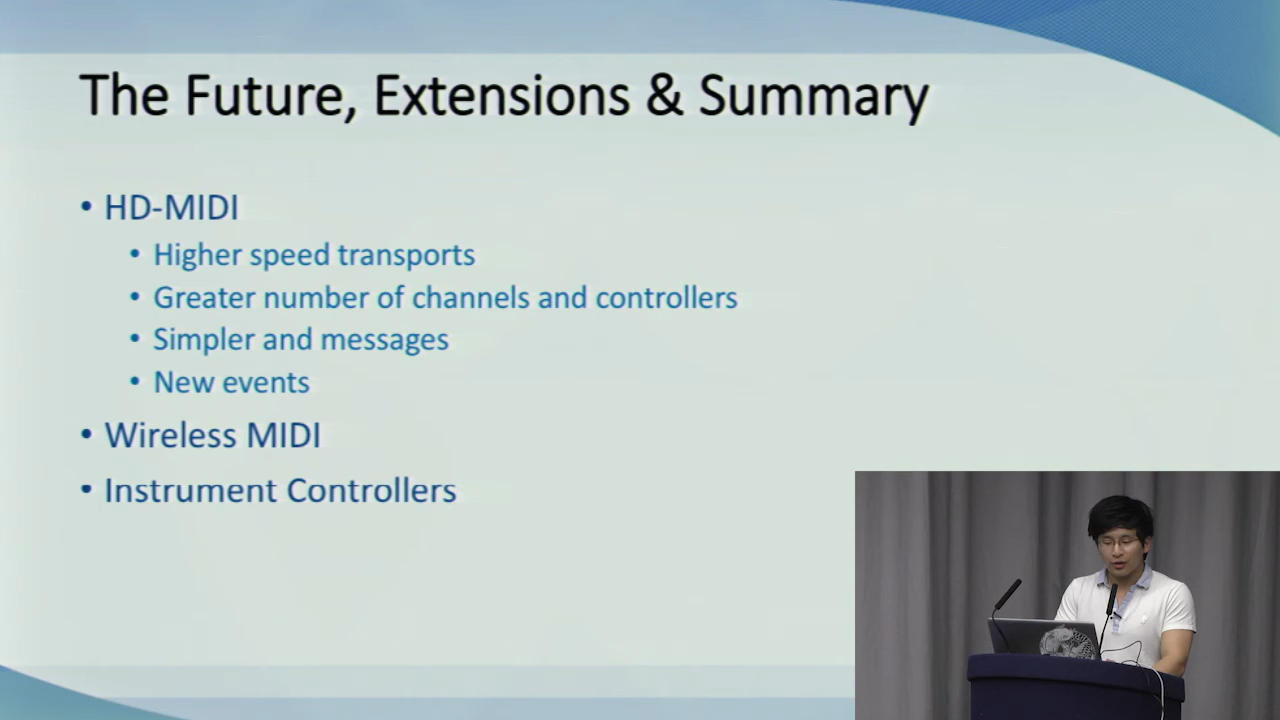 The Future, Extensions & Summary
• HD-MIDI
• Higher speed transports
• Greater number of channels and controllers
• Simpler and messages
• New events
• Wireless MIDI
• Instrument Controllers